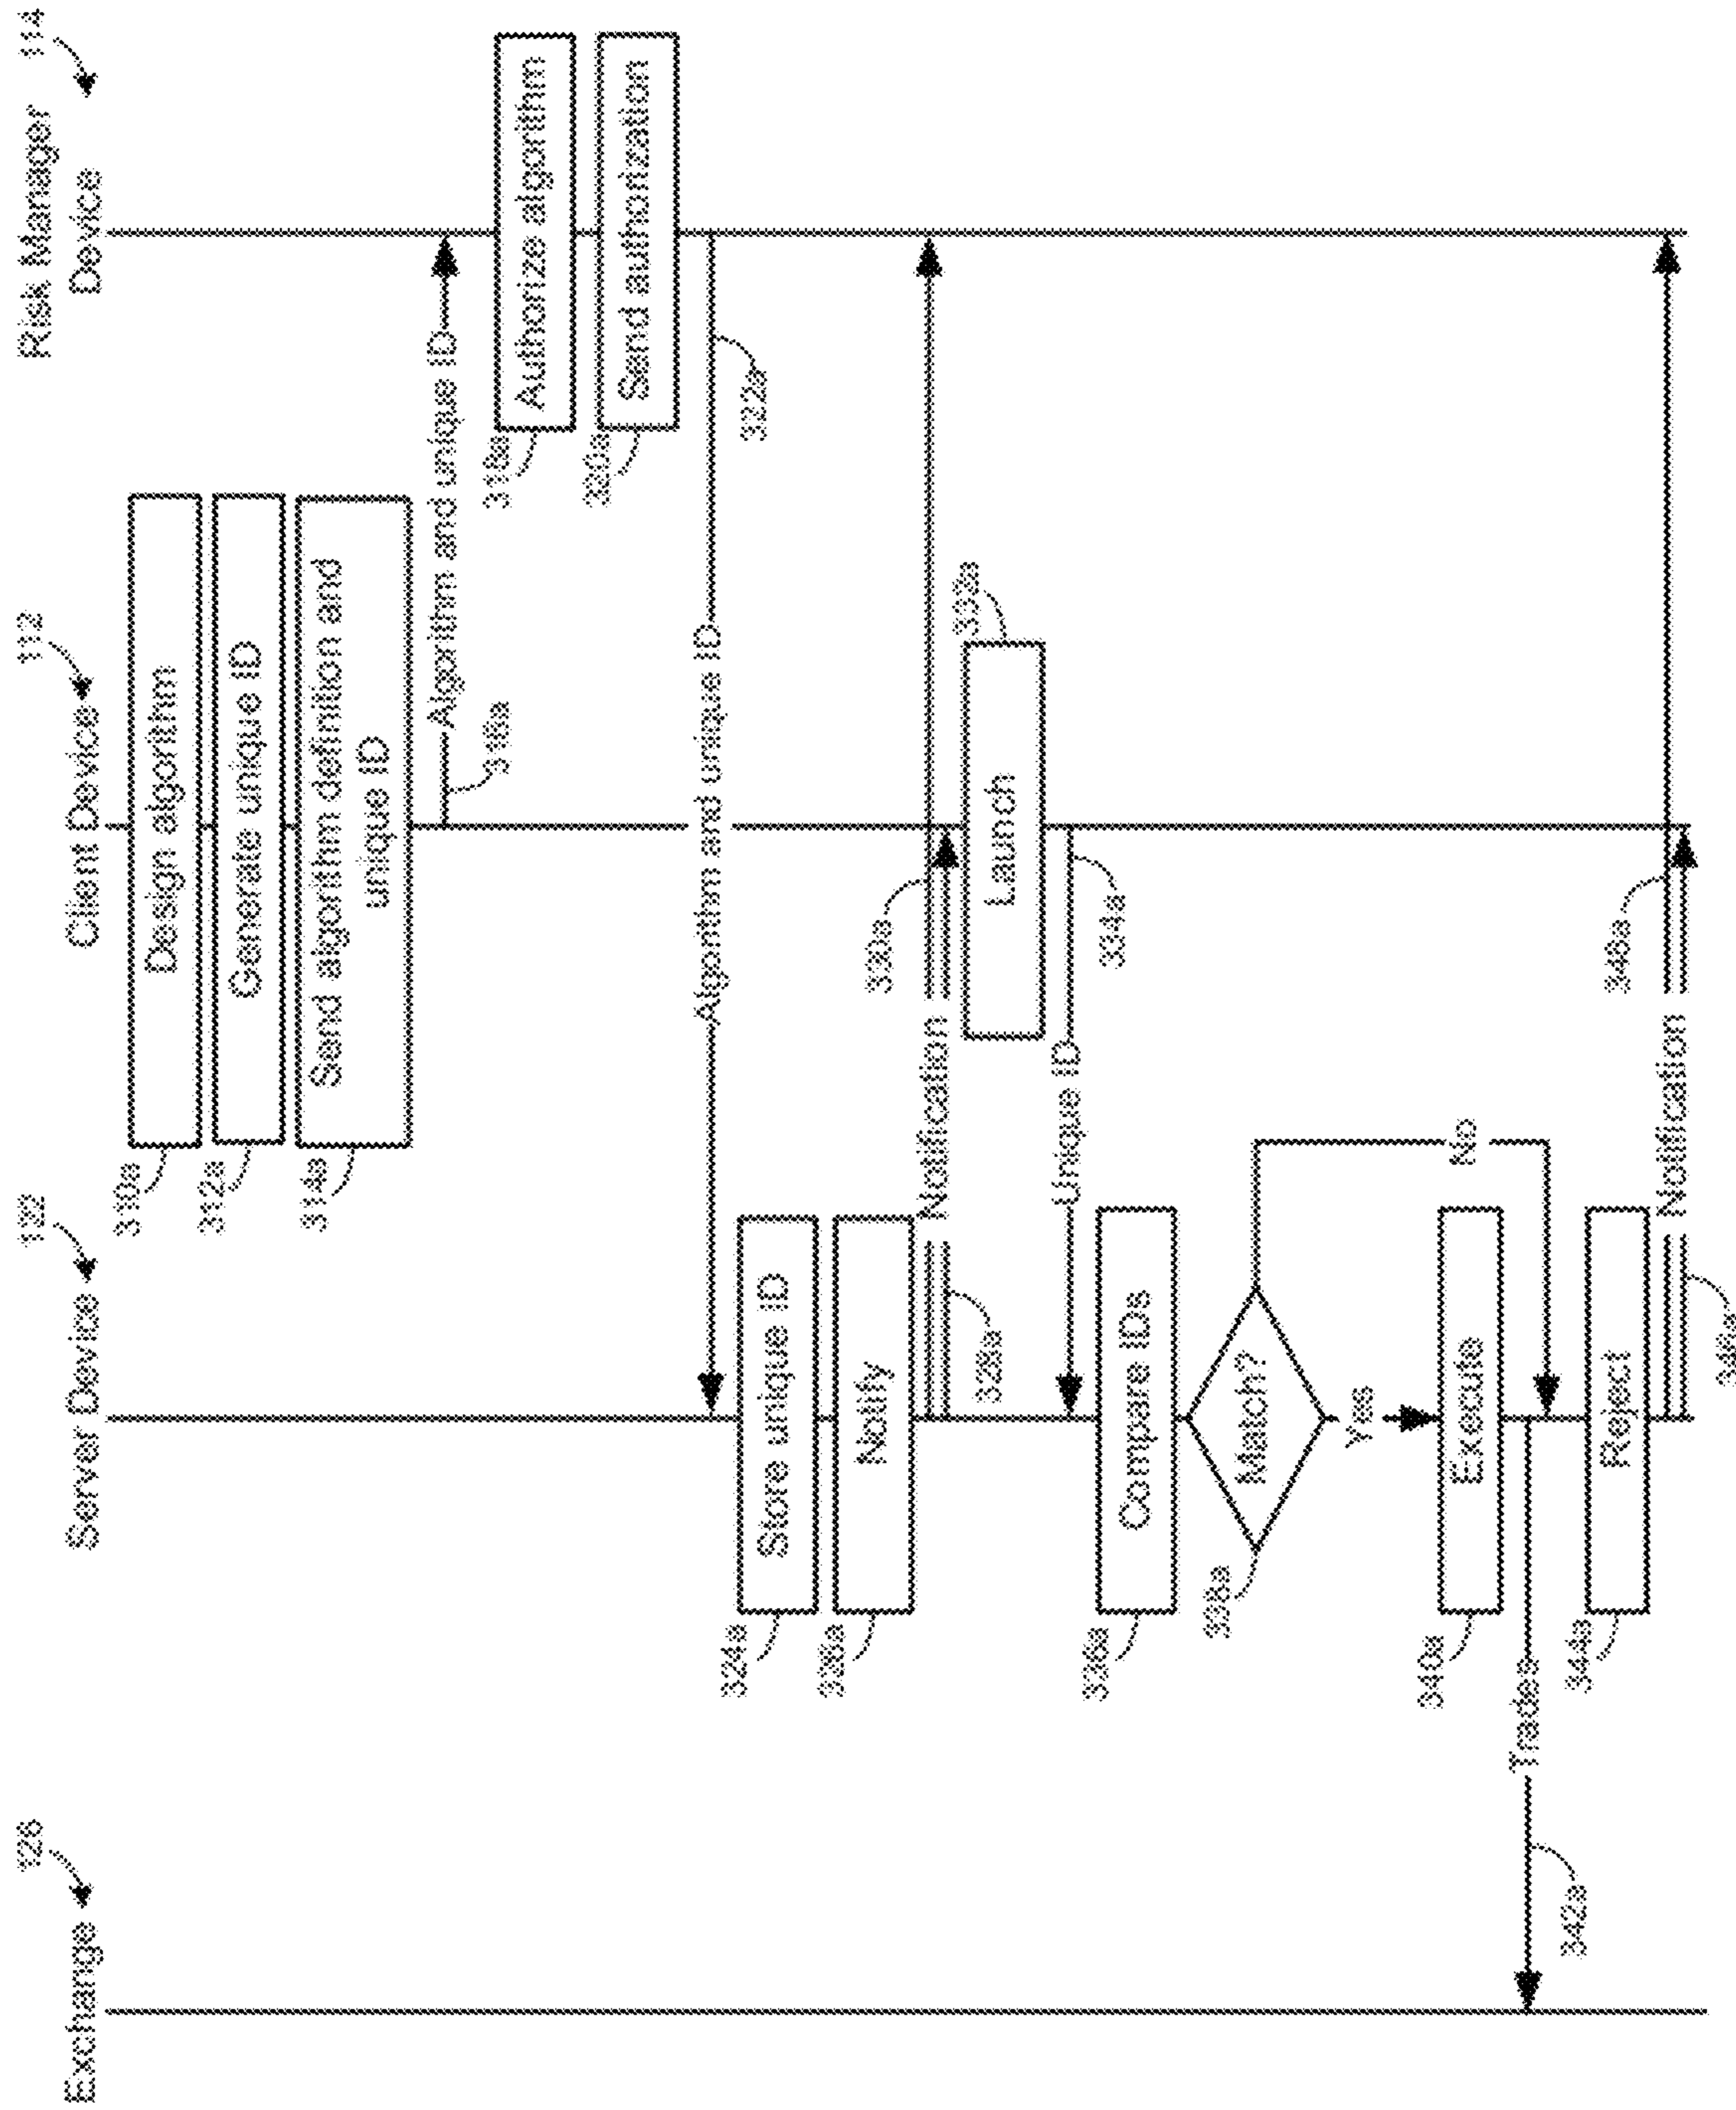 Exchange
126
Server Device
122
Client Device
112
Risk Manager
Device
114
310a
Design algorithm
312a
Generate unique ID
314a
Send algorithm definition and
unique ID
Algorithm and unique ID
316a
318a
Authorize algorithm
320a
Send authorization
Algorithm and unique ID
322a
324a
Store unique ID
326a
Notify
Notification
330a
328a
332a
Launch
Unique ID
334a
336a
Compare IDs
338a
Match?
Yes
No
340a
Execute
Trades
342a
344a
Reject
Notification
346a